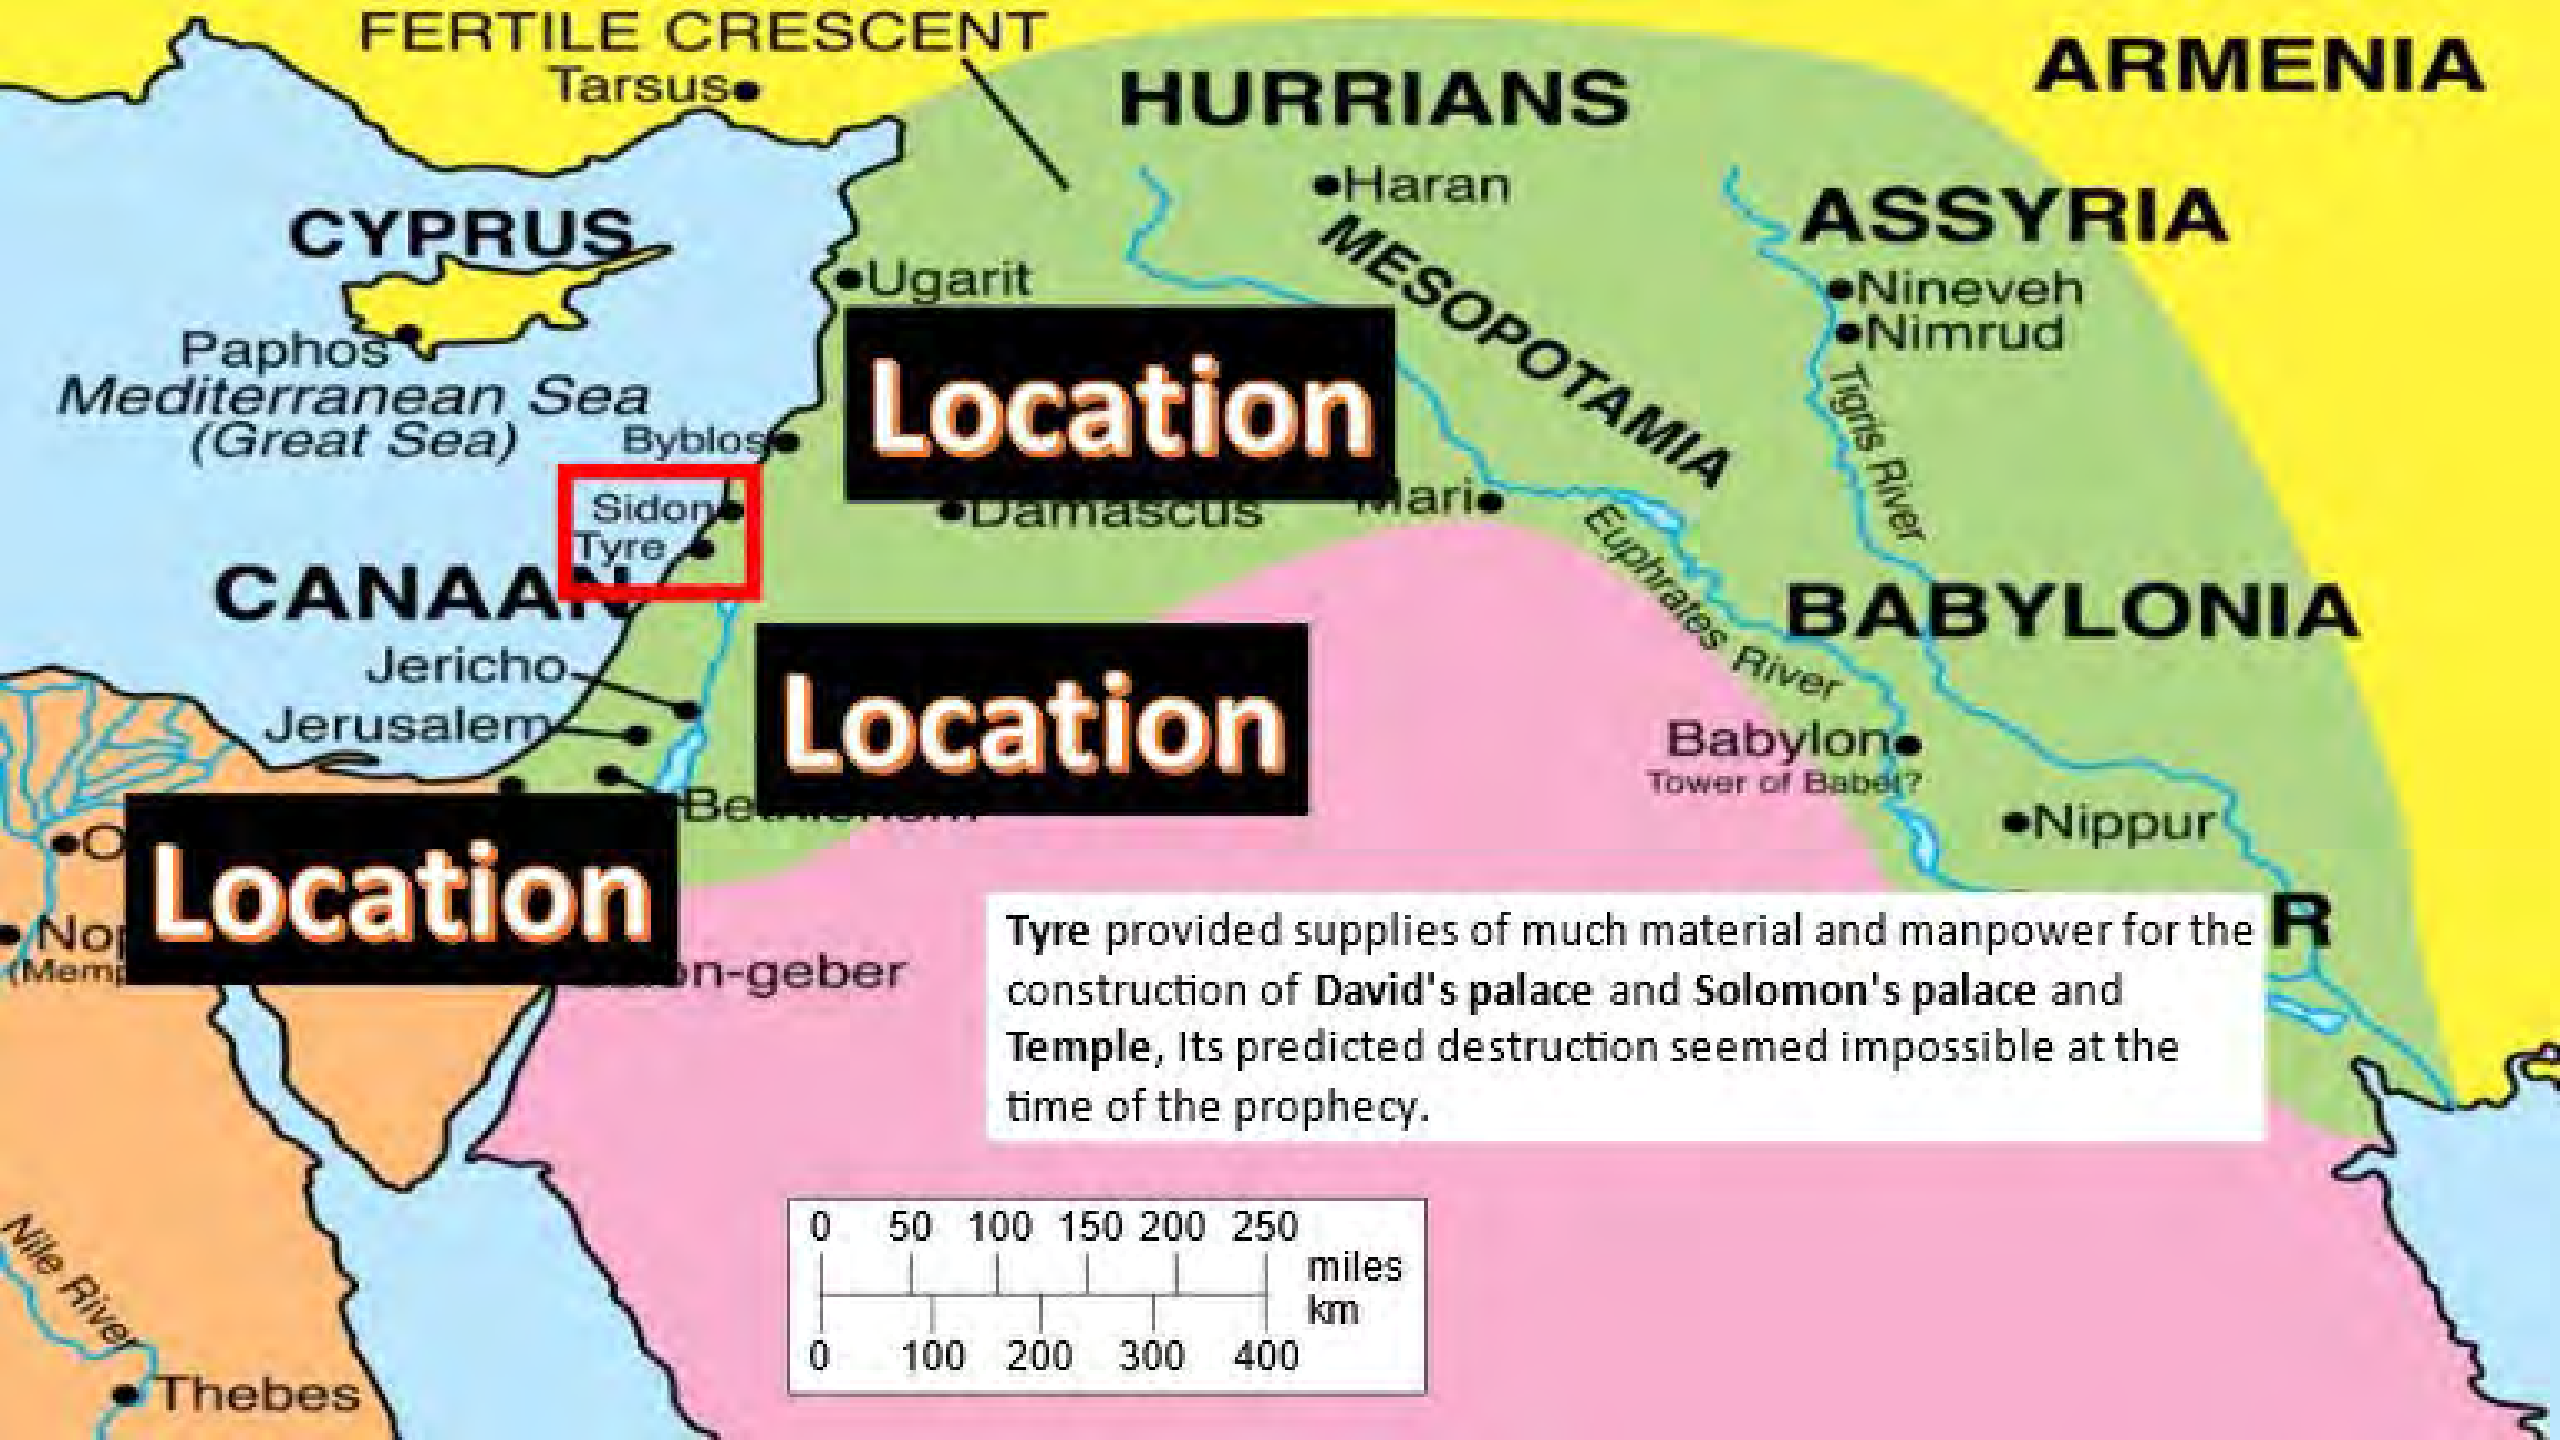 FERTILE CRESCENT
Tarsus
HURRIANS
ARMENIA
Haran
ASSYRIA
CYPRUS
MESOPOTAMIA
Ugarit
Nineveh
Nimrud
Paphos
Mediterranean Sea
(Great Sea)
Tigris River
Location
Byblos
Sidon
Damascus
Mari
Tyre
Euphrates River
CANAAN
BABYLONIA
Jericho
Location
Jerusalem
Babylon
Tower of Babel?
Bethlehem
Nippur
Location
R
on-geber
Tyre provided supplies of much material and manpower for the
construction of David's palace and Solomon's palace and
Temple, Its predicted destruction seemed impossible at the
time of the prophecy.
0 50 100 150 200 250
miles
km
0 100 200 300 400
Nile River
Thebes